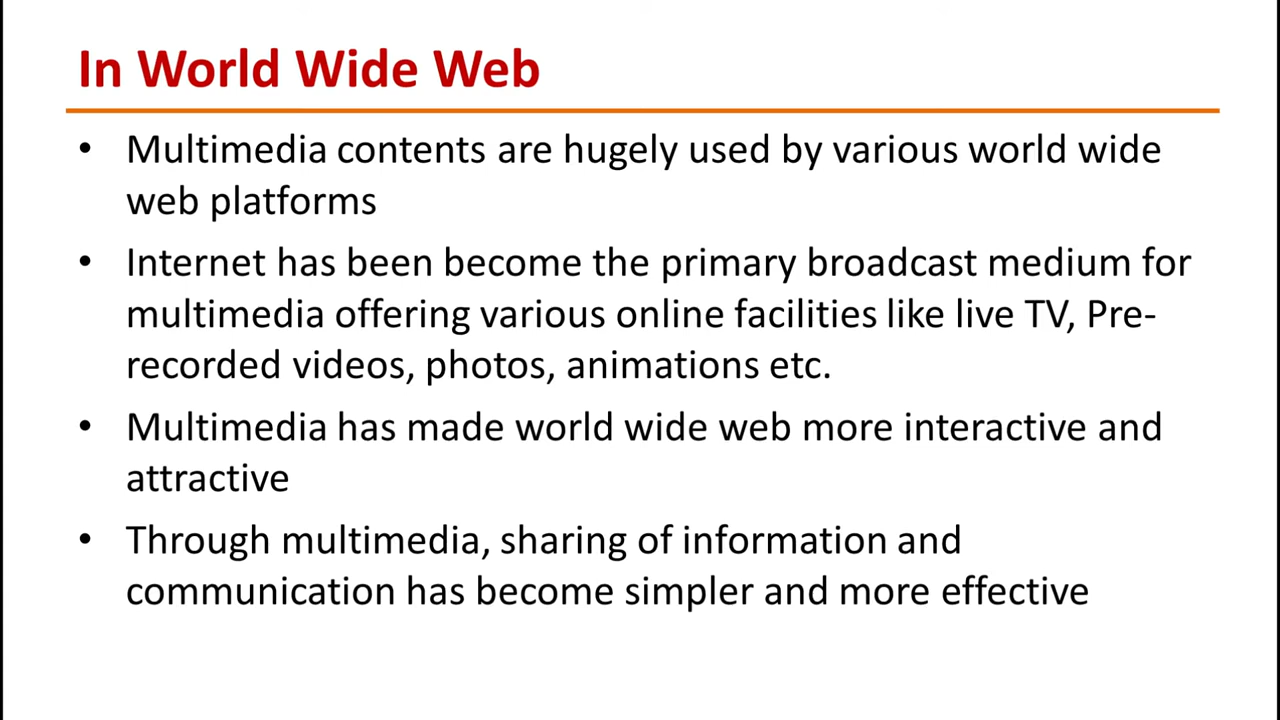 In World Wide Web
• Multimedia contents are hugely used by various world wide
web platforms
• Internet has been become the primary broadcast medium for
multimedia offering various online facilities like live TV, Pre-
recorded videos, photos, animations etc.
• Multimedia has made world wide web more interactive and
attractive
• Through multimedia, sharing of information and
communication has become simpler and more effective